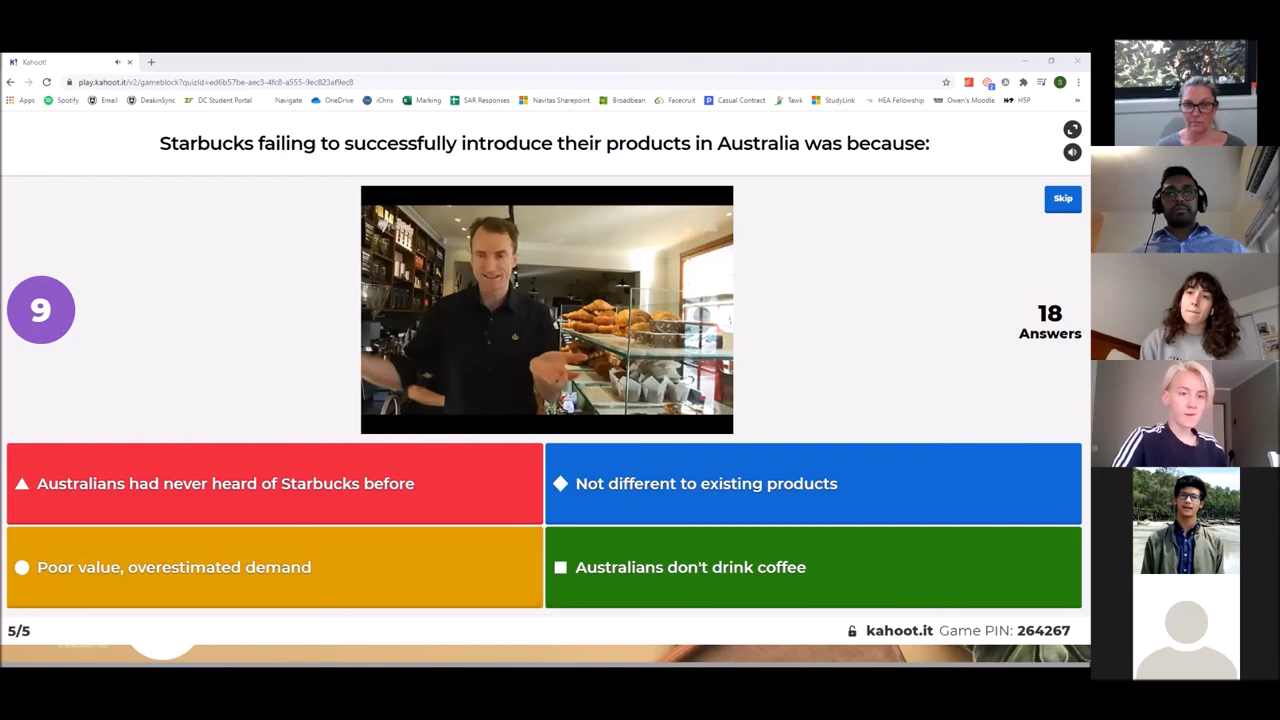 Kahoot!
play.kahoot.it/v2/gameblock?quizId=ed6b57be-aec3-4fc8-a555-9ec823af9ec8
Apps Spotify Email DeakinSync DC Student Portal Navigate OneDrive iChris Marking SAR Responses Navitas Sharepoint Broadbean Facecruit Casual Contract Tawk StudyLink HEA Fellowship Owen's Moodle H5P »
Starbucks failing to successfully introduce their products in Australia was because:
Skip
9
18
Answers
Australians had never heard of Starbucks before
Not different to existing products
Poor value, overestimated demand
Australians don't drink coffee
5/5
kahoot.it Game PIN: 264267